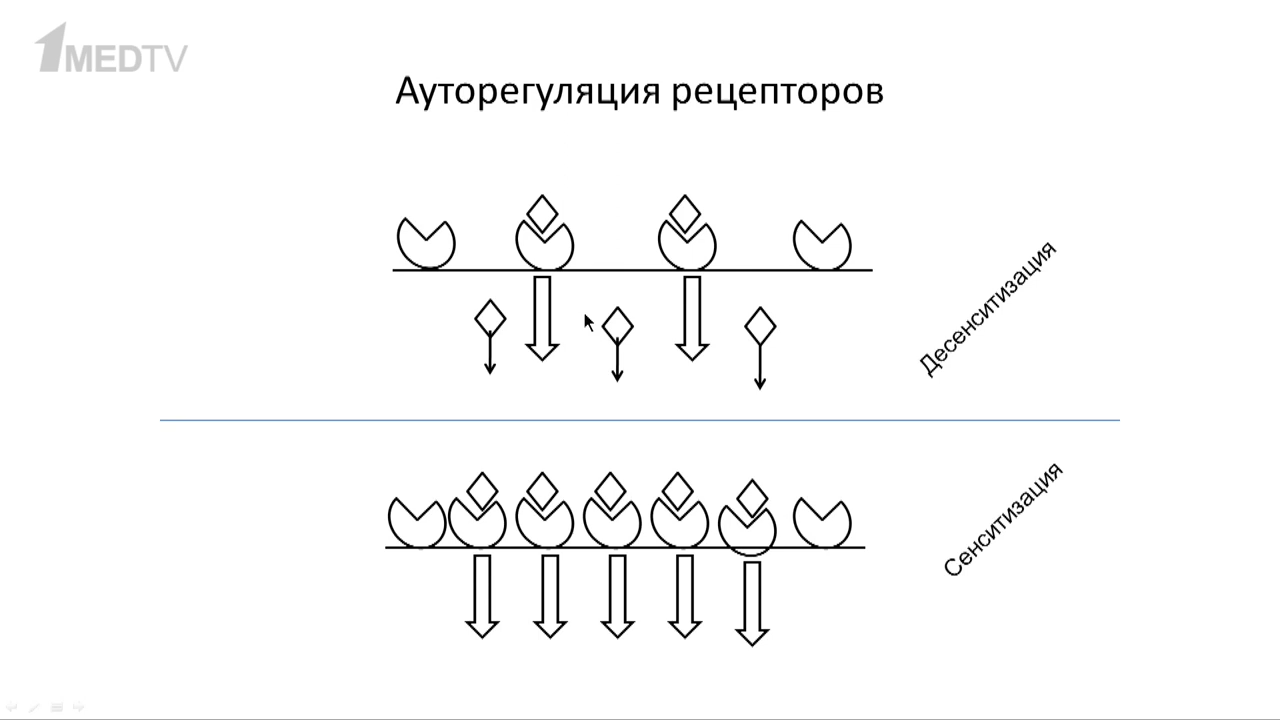 1MEDTV
Ауторегуляция рецепторов
Десенситизация
Сенситизация